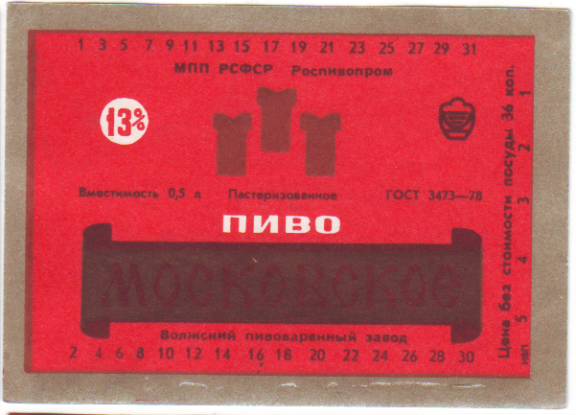 1 3 5 7 9 11 13 15 17 19 21 23 25 27 29 31
МПП РСФСР Роспивопром
13%
Вместимость 0,5 л Пастеризованное ГОСТ 3473—78
ПИВО
МОСКОВСКОЕ
Волжский пивоваренный завод
2 4 6 8 10 12 14 16 18 20 22 24 26 28 30
Цена без стоимости посуды 36 коп.
1 2 3 4 5